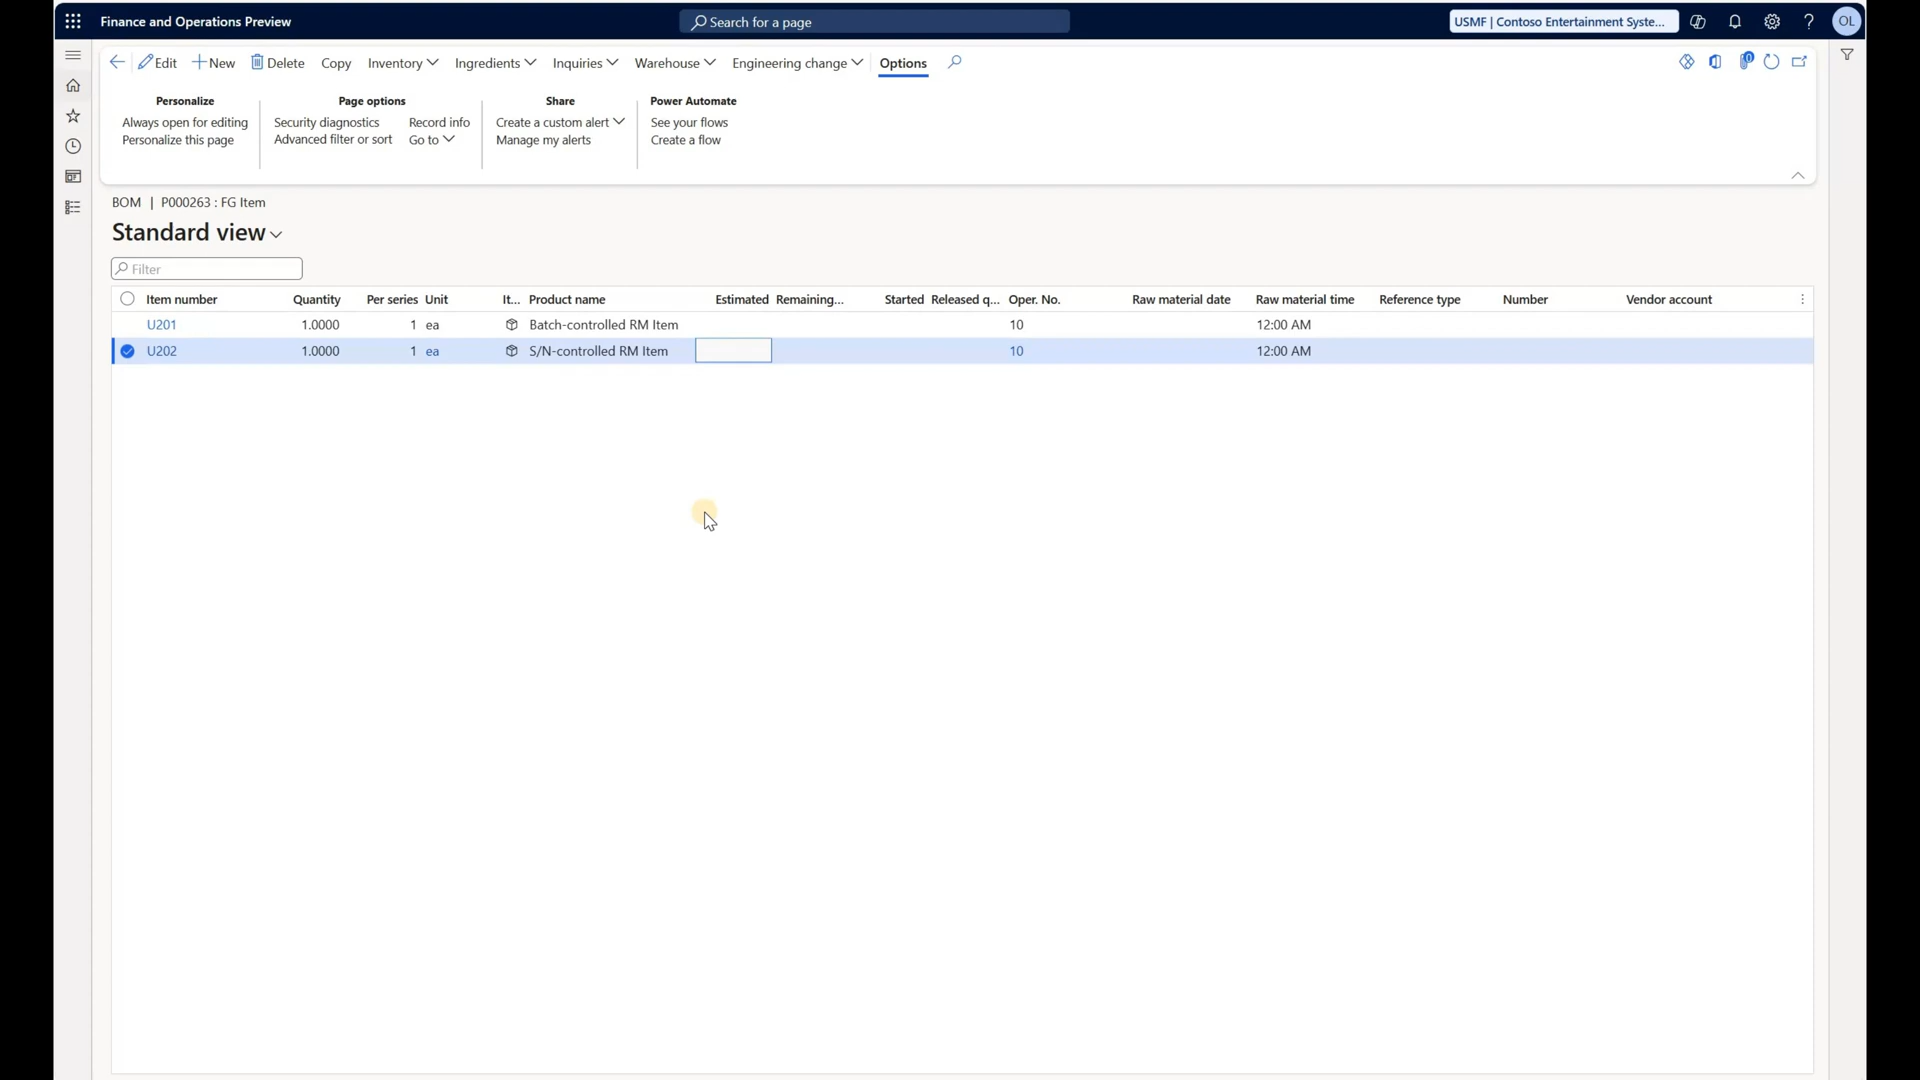 Finance and Operations Preview
Search for a page
USMF | Contoso Entertainment Syste...
?
OL
Edit
New
Delete
Copy
Inventory
Ingredients
Inquiries
Warehouse
Engineering change
Options
0
Personalize
Always open for editing
Personalize this page
Page options
Security diagnostics
Advanced filter or sort
Record info
Go to
Share
Create a custom alert
Manage my alerts
Power Automate
See your flows
Create a flow
BOM | P000263 : FG Item
Standard view
Filter
Item number Quantity Per series Unit It... Product name Estimated Remaining... Started Released q... Oper. No. Raw material date Raw material time Reference type Number Vendor account
U201 1.0000 1 ea Batch-controlled RM Item 10 12:00 AM
U202 1.0000 1 ea S/N-controlled RM Item 10 12:00 AM